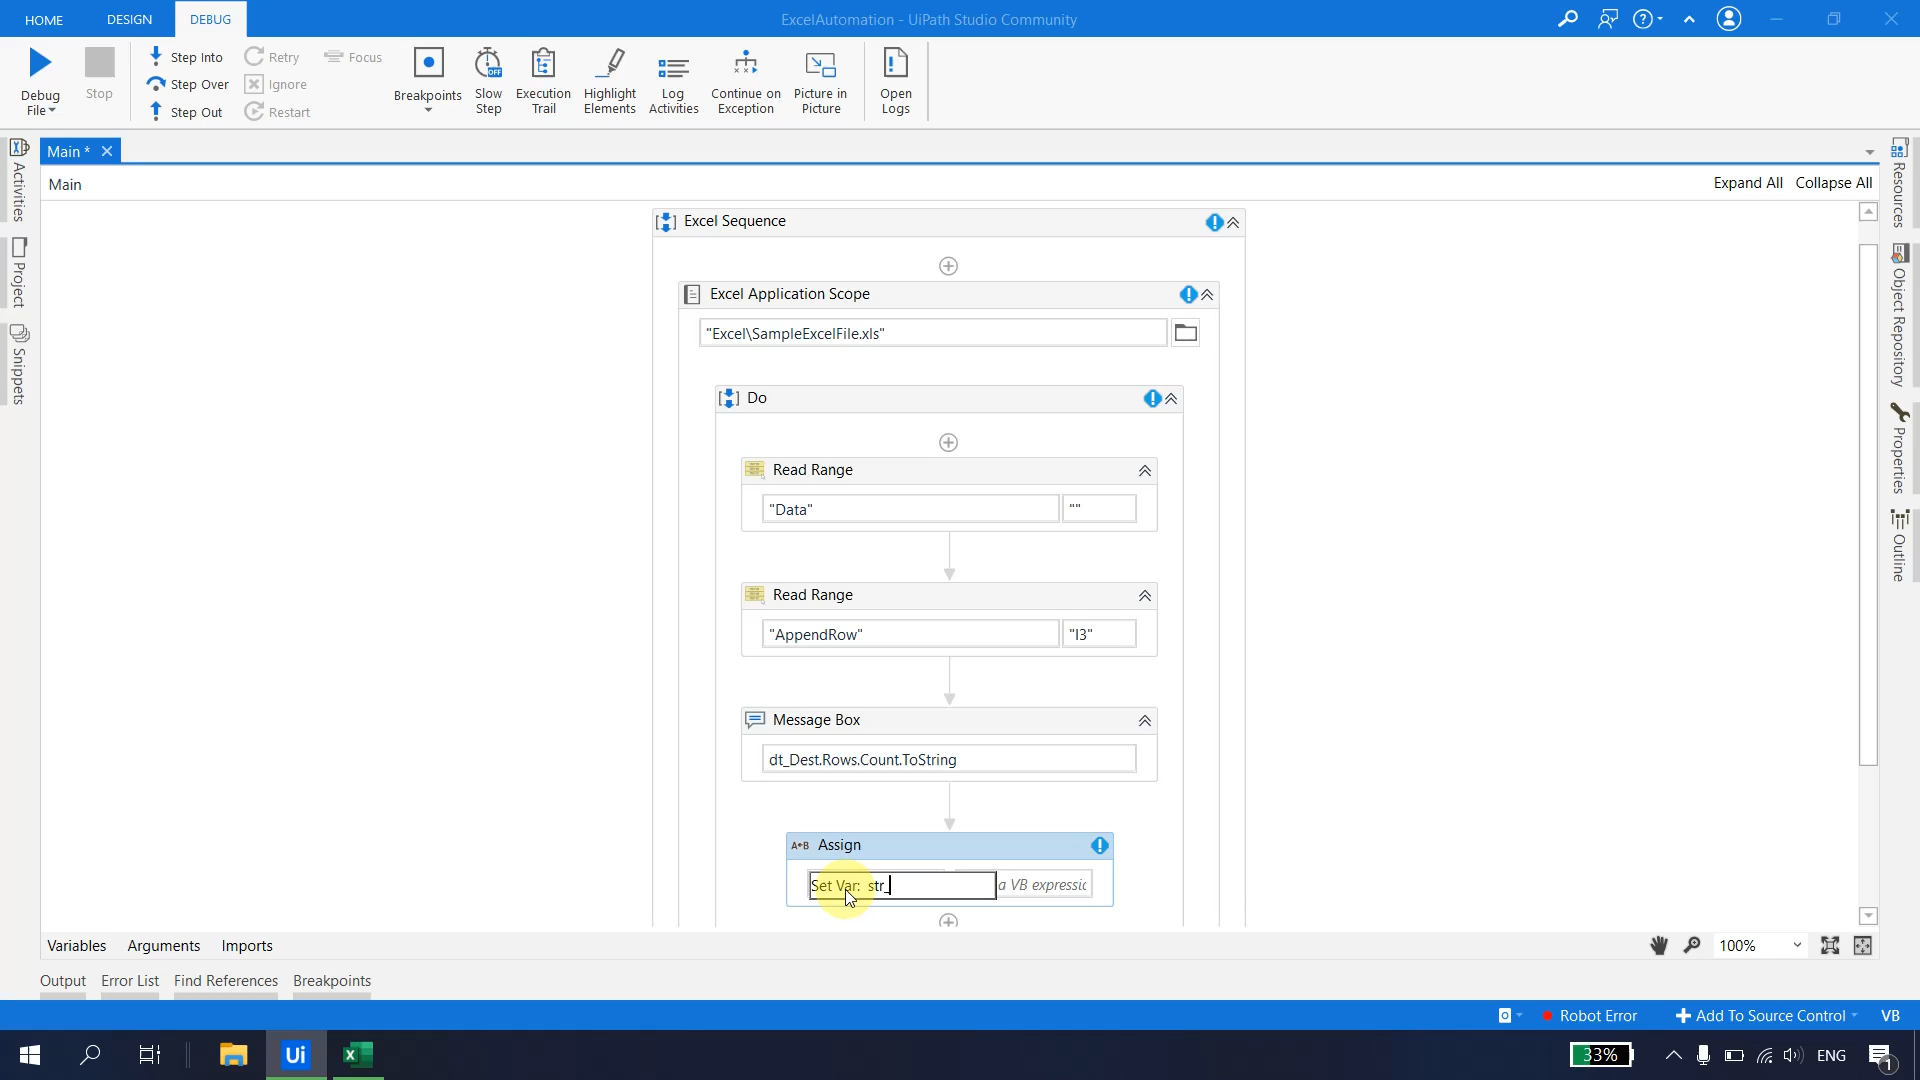 HOME
DESIGN
DEBUG
ExcelAutomation - UiPath Studio Community
Debug
File
Stop
Step Into
Step Over
Step Out
Retry
Ignore
Restart
Focus
Breakpoints
Slow
Step
OFF
Execution
Trail
Highlight
Elements
Log
Activities
Continue on
Exception
Picture in
Picture
Open
Logs
Main *
Main
Expand All
Collapse All
Activities
Project
Snippets
Resources
Object Repository
Properties
Outline
Excel Sequence
Excel Application Scope
"Excel\SampleExcelFile.xls"
Do
Read Range
"Data"
""
Read Range
"AppendRow"
"I3"
Message Box
dt_Dest.Rows.Count.ToString
A+B Assign
Set Var: str_
a VB expressic
Variables
Arguments
Imports
100%
Output
Error List
Find References
Breakpoints
Robot Error
Add To Source Control
VB
Ui
33%
ENG
1